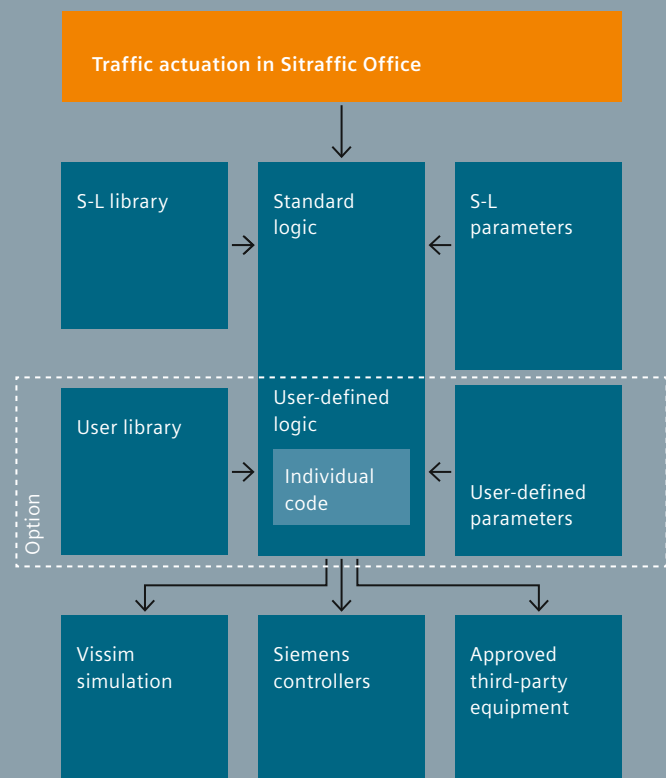 Traffic actuation in Sitraffic Office
S-L library
Standard
logic
S-L
parameters
Option
User library
User-defined
logic
Individual
code
User-defined
parameters
Vissim
simulation
Siemens
controllers
Approved
third-party
equipment